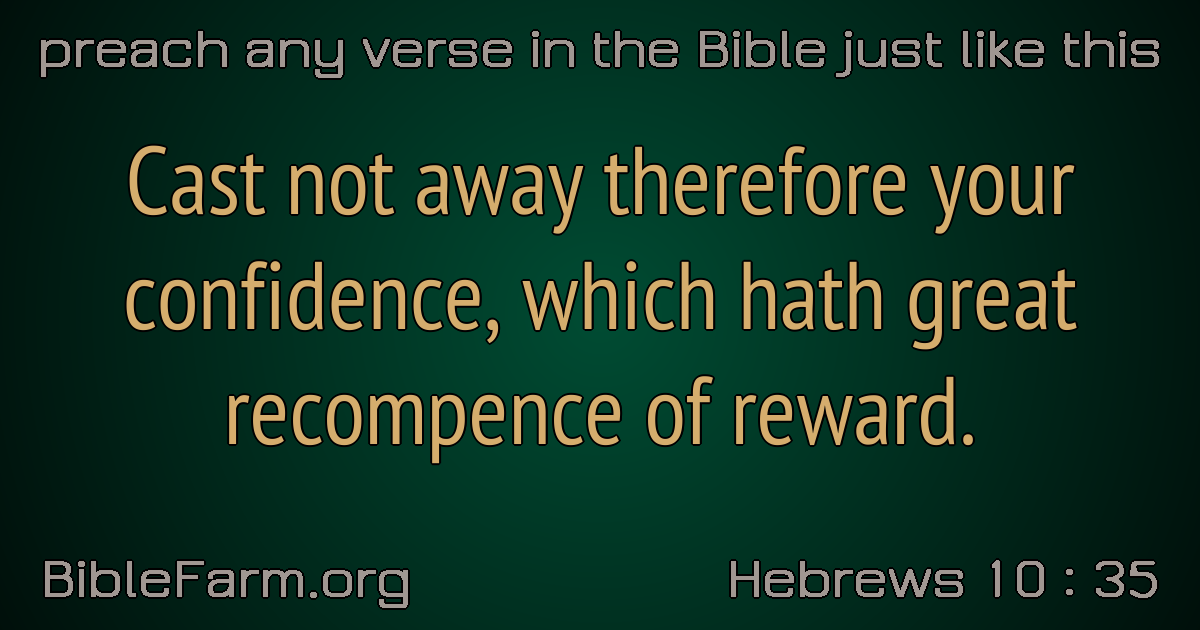 preach any verse in the Bible just like this
Cast not away therefore your
confidence, which hath great
recompence of reward.
BibleFarm.org
Hebrews 10 : 35